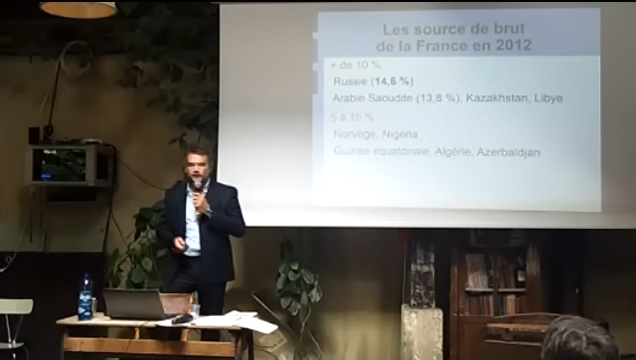 Les source de brut
de la France en 2012
+ de 10 %
Russie (14,6 %)
Arabie Saoudite (13,8 %), Kazakhstan, Libye
5 à 10 %
Norvège, Nigeria
Guinée équatoriale, Algérie, Azerbaïdjan